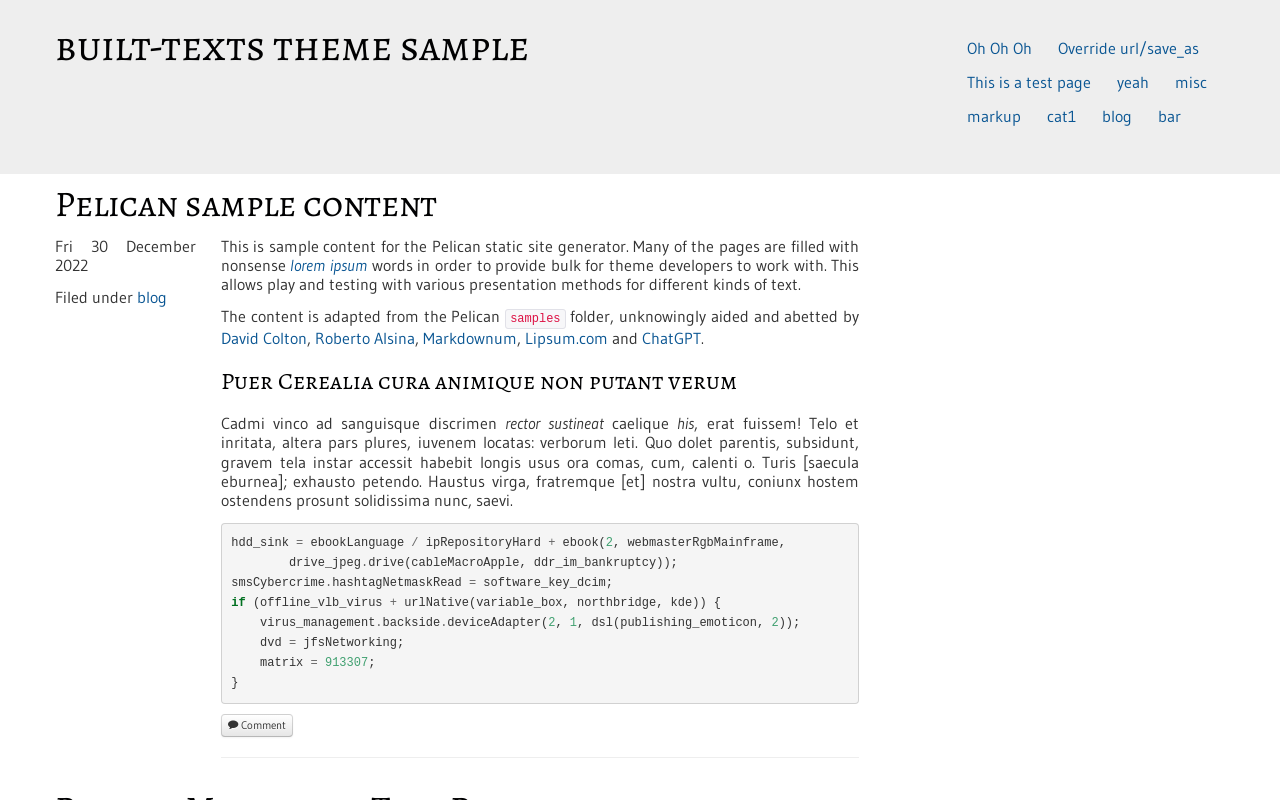 built-texts theme sample
Oh Oh Oh Override url/save_as
This is a test page yeah misc
markup cat1 blog bar
Pelican sample content
Fri 30 December
2022
Filed under blog
This is sample content for the Pelican static site generator. Many of the pages are filled with
nonsense lorem ipsum words in order to provide bulk for theme developers to work with. This
allows play and testing with various presentation methods for different kinds of text.
The content is adapted from the Pelican samples folder, unknowingly aided and abetted by
David Colton, Roberto Alsina, Markdownum, Lipsum.com and ChatGPT.
Puer Cerealia cura animique non putant verum
Cadmi vinco ad sanguisque discrimen rector sustineat caelique his, erat fuissem! Telo et
inritata, altera pars plures, iuvenem locatas: verborum leti. Quo dolet parentis, subsidunt,
gravem tela instar accessit habebit longis usus ora comas, cum, calenti o. Turis [saecula
eburnea]; exhausto petendo. Haustus virga, fratremque [et] nostra vultu, coniunx hostem
ostendens prosunt solidissima nunc, saevi.
hdd_sink = ebookLanguage / ipRepositoryHard + ebook(2, webmasterRgbMainframe,
        drive_jpeg.drive(cableMacroApple, ddr_im_bankruptcy));
smsCybercrime.hashtagNetmaskRead = software_key_dcim;
if (offline_vlb_virus + urlNative(variable_box, northbridge, kde)) {
    virus_management.backside.deviceAdapter(2, 1, dsl(publishing_emoticon, 2));
    dvd = jfsNetworking;
    matrix = 913307;
}
Comment